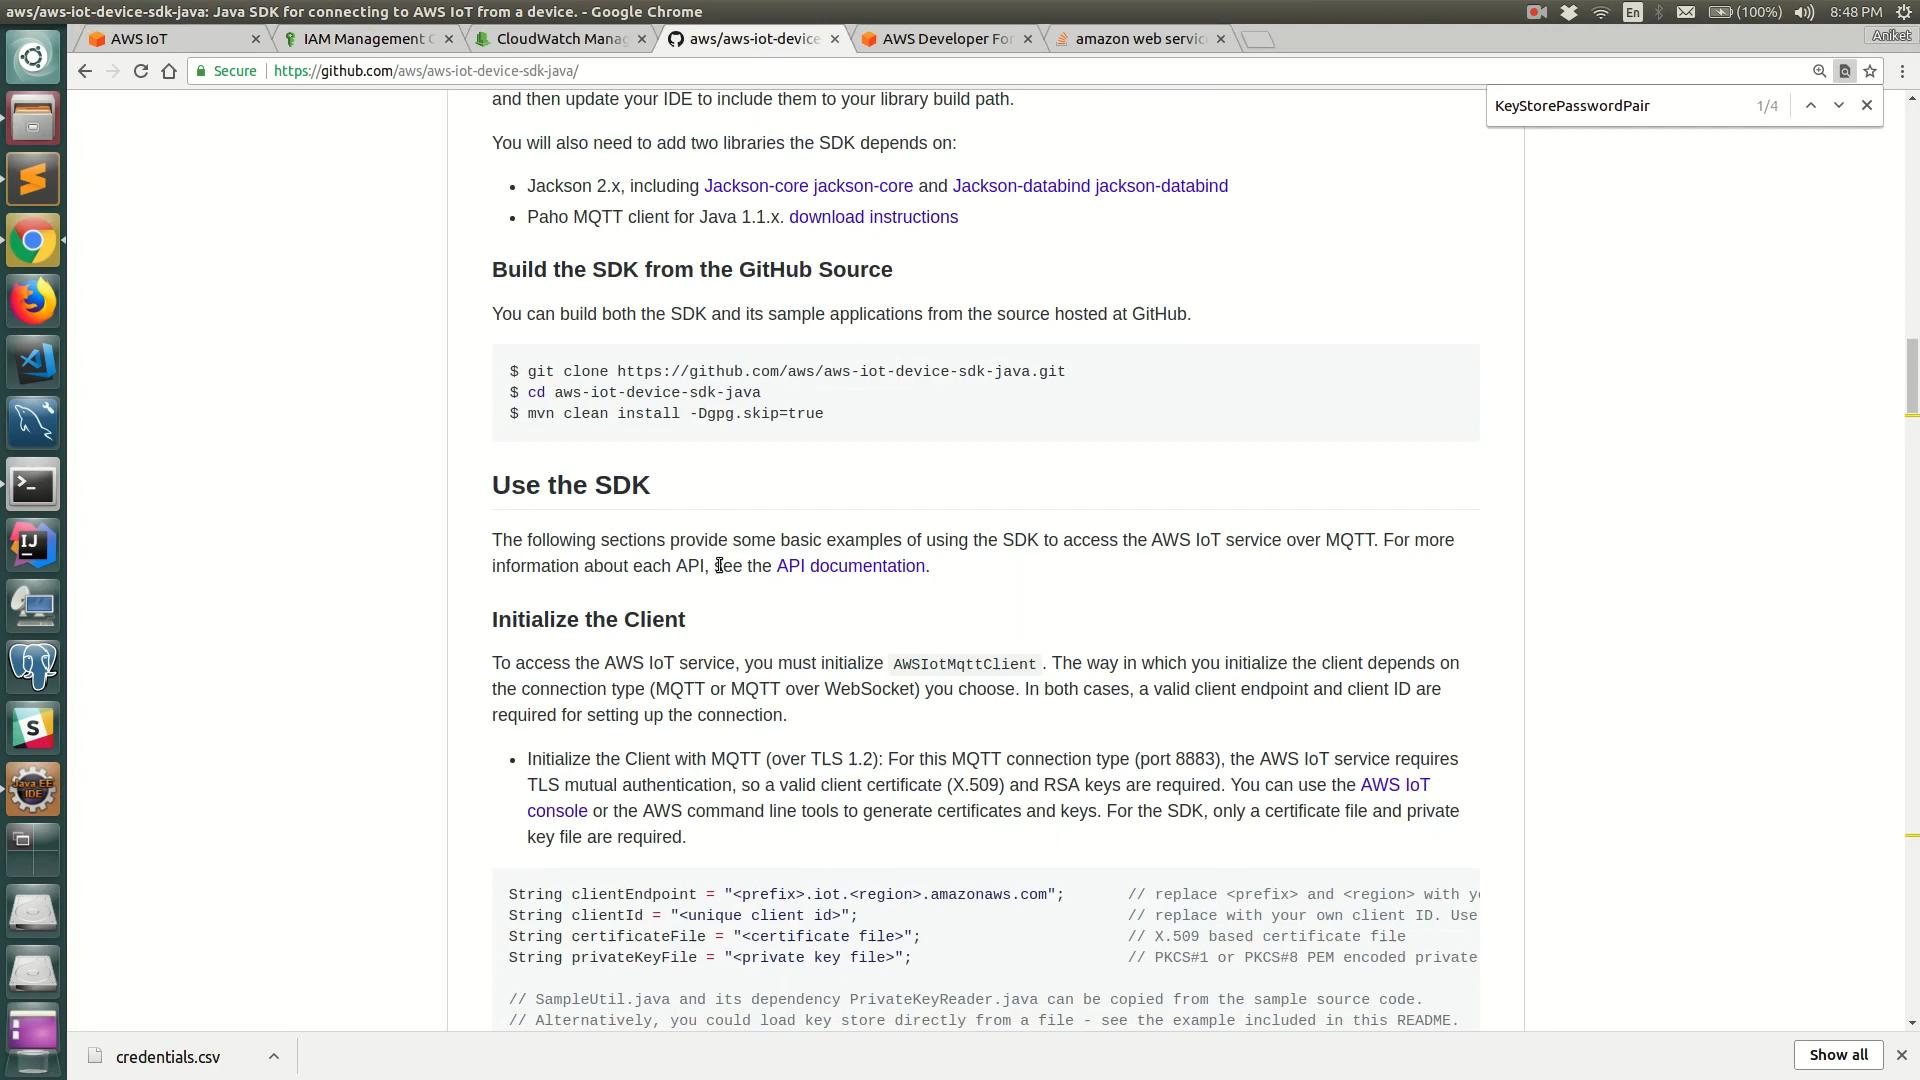 aws/aws-iot-device-sdk-java: Java SDK for connecting to AWS IoT from a device. - Google Chrome
En
(100%)
8:48 PM
AWS IoT
IAM Management C
CloudWatch Mana
aws/aws-iot-device
AWS Developer For
amazon web servic
Aniket
Secure
https://github.com/aws/aws-iot-device-sdk-java/
KeyStorePasswordPair
1/4
and then update your IDE to include them to your library build path.
You will also need to add two libraries the SDK depends on:
• Jackson 2.x, including Jackson-core jackson-core and Jackson-databind jackson-databind
• Paho MQTT client for Java 1.1.x. download instructions
Build the SDK from the GitHub Source
You can build both the SDK and its sample applications from the source hosted at GitHub.
$ git clone https://github.com/aws/aws-iot-device-sdk-java.git
$ cd aws-iot-device-sdk-java
$ mvn clean install -Dgpg.skip=true
Use the SDK
The following sections provide some basic examples of using the SDK to access the AWS IoT service over MQTT. For more
information about each API, see the API documentation.
Initialize the Client
To access the AWS IoT service, you must initialize AWSIotMqttClient. The way in which you initialize the client depends on
the connection type (MQTT or MQTT over WebSocket) you choose. In both cases, a valid client endpoint and client ID are
required for setting up the connection.
• Initialize the Client with MQTT (over TLS 1.2): For this MQTT connection type (port 8883), the AWS IoT service requires
TLS mutual authentication, so a valid client certificate (X.509) and RSA keys are required. You can use the AWS IoT
console or the AWS command line tools to generate certificates and keys. For the SDK, only a certificate file and private
key file are required.
String clientEndpoint = "<prefix>.iot.<region>.amazonaws.com"; // replace <prefix> and <region> with y
String clientId = "<unique client id>"; // replace with your own client ID. Use
String certificateFile = "<certificate file>"; // X.509 based certificate file
String privateKeyFile = "<private key file>"; // PKCS#1 or PKCS#8 PEM encoded private
// SampleUtil.java and its dependency PrivateKeyReader.java can be copied from the sample source code.
// Alternatively, you could load key store directly from a file - see the example included in this README.
IJ
S
Java EE
IDE
credentials.csv
Show all